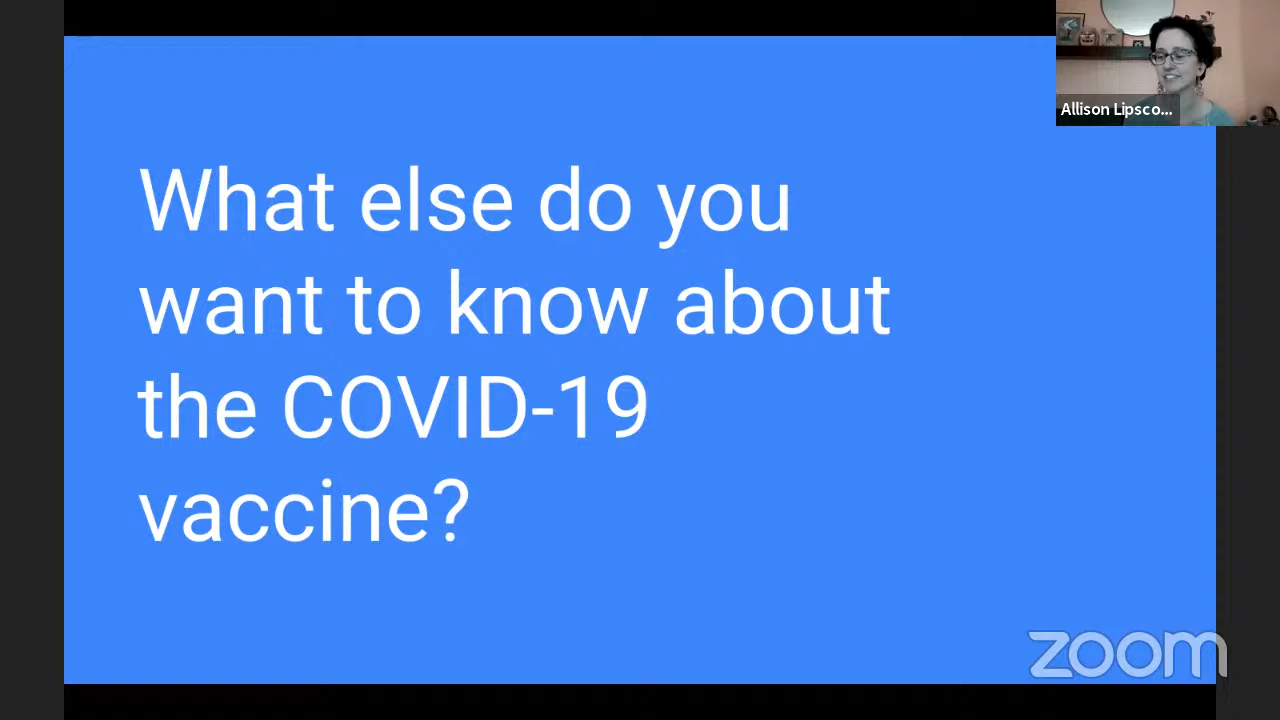 Allison Lipsco...
What else do you
want to know about
the COVID-19
vaccine?
zoom